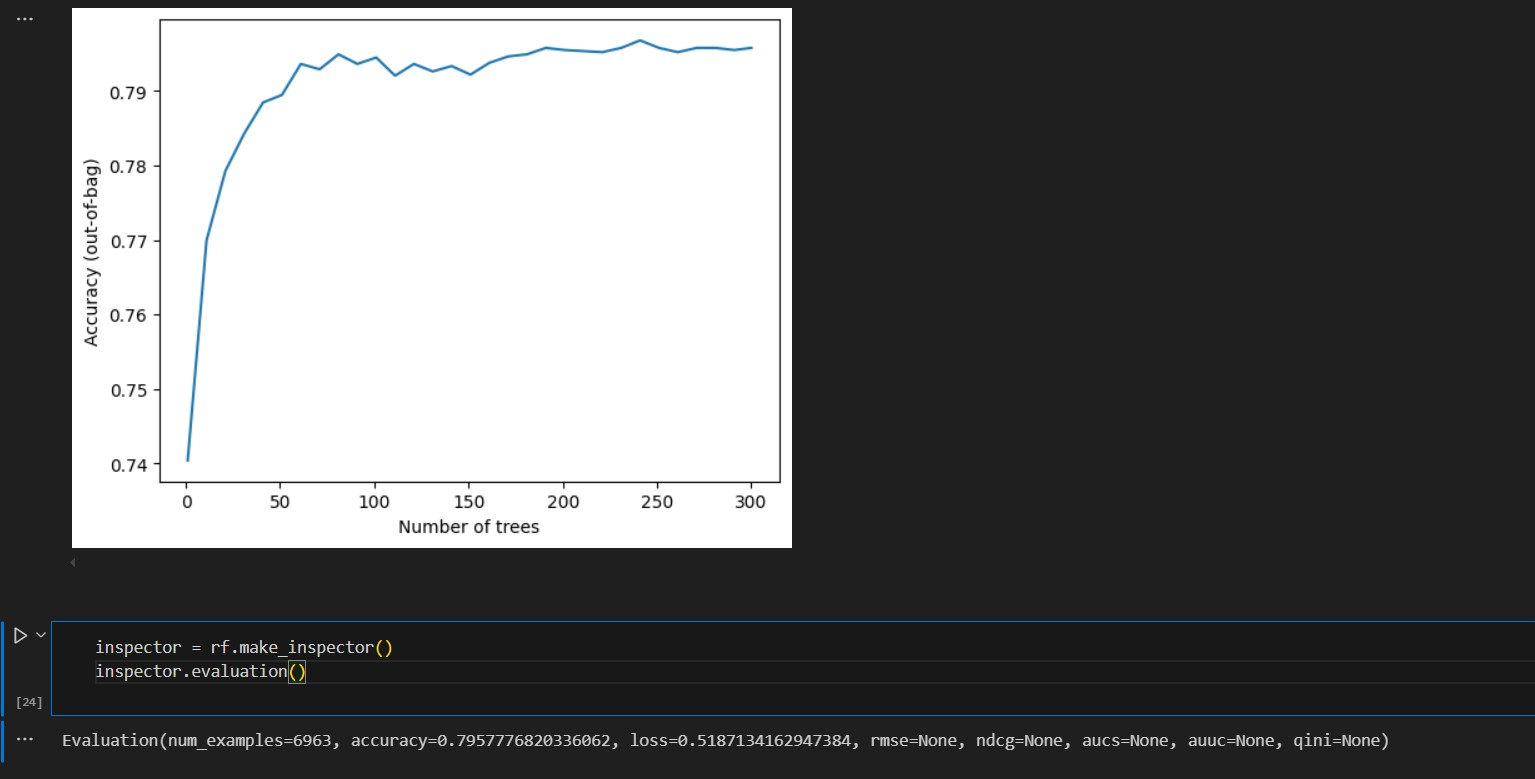 ...
Accuracy (out-of-bag)
0.79
0.78
0.77
0.76
0.75
0.74
0 50 100 150 200 250 300
Number of trees
inspector = rf.make_inspector()
inspector.evaluation()
[24]
...
Evaluation(num_examples=6963, accuracy=0.7957776820336062, loss=0.5187134162947384, rmse=None, ndcg=None, aucs=None, auuc=None, qini=None)